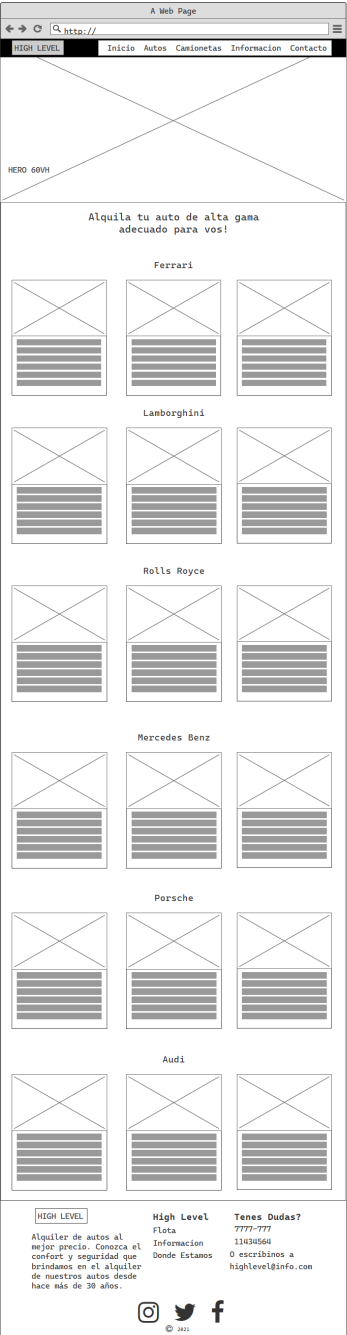 A Web Page
http://
HIGH LEVEL
Inicio Autos Camionetas Informacion Contacto
HERO 60VH
Alquila tu auto de alta gama
adecuado para vos!
Ferrari
Lamborghini
Rolls Royce
Mercedes Benz
Porsche
Audi
HIGH LEVEL
Alquiler de autos al
mejor precio. Conozca el
confort y seguridad que
brindamos en el alquiler
de nuestros autos desde
hace más de 30 años.
High Level
Flota
Informacion
Donde Estamos
Tenes Dudas?
7777-777
11434564
O escribinos a
highlevel@info.com
© 2021